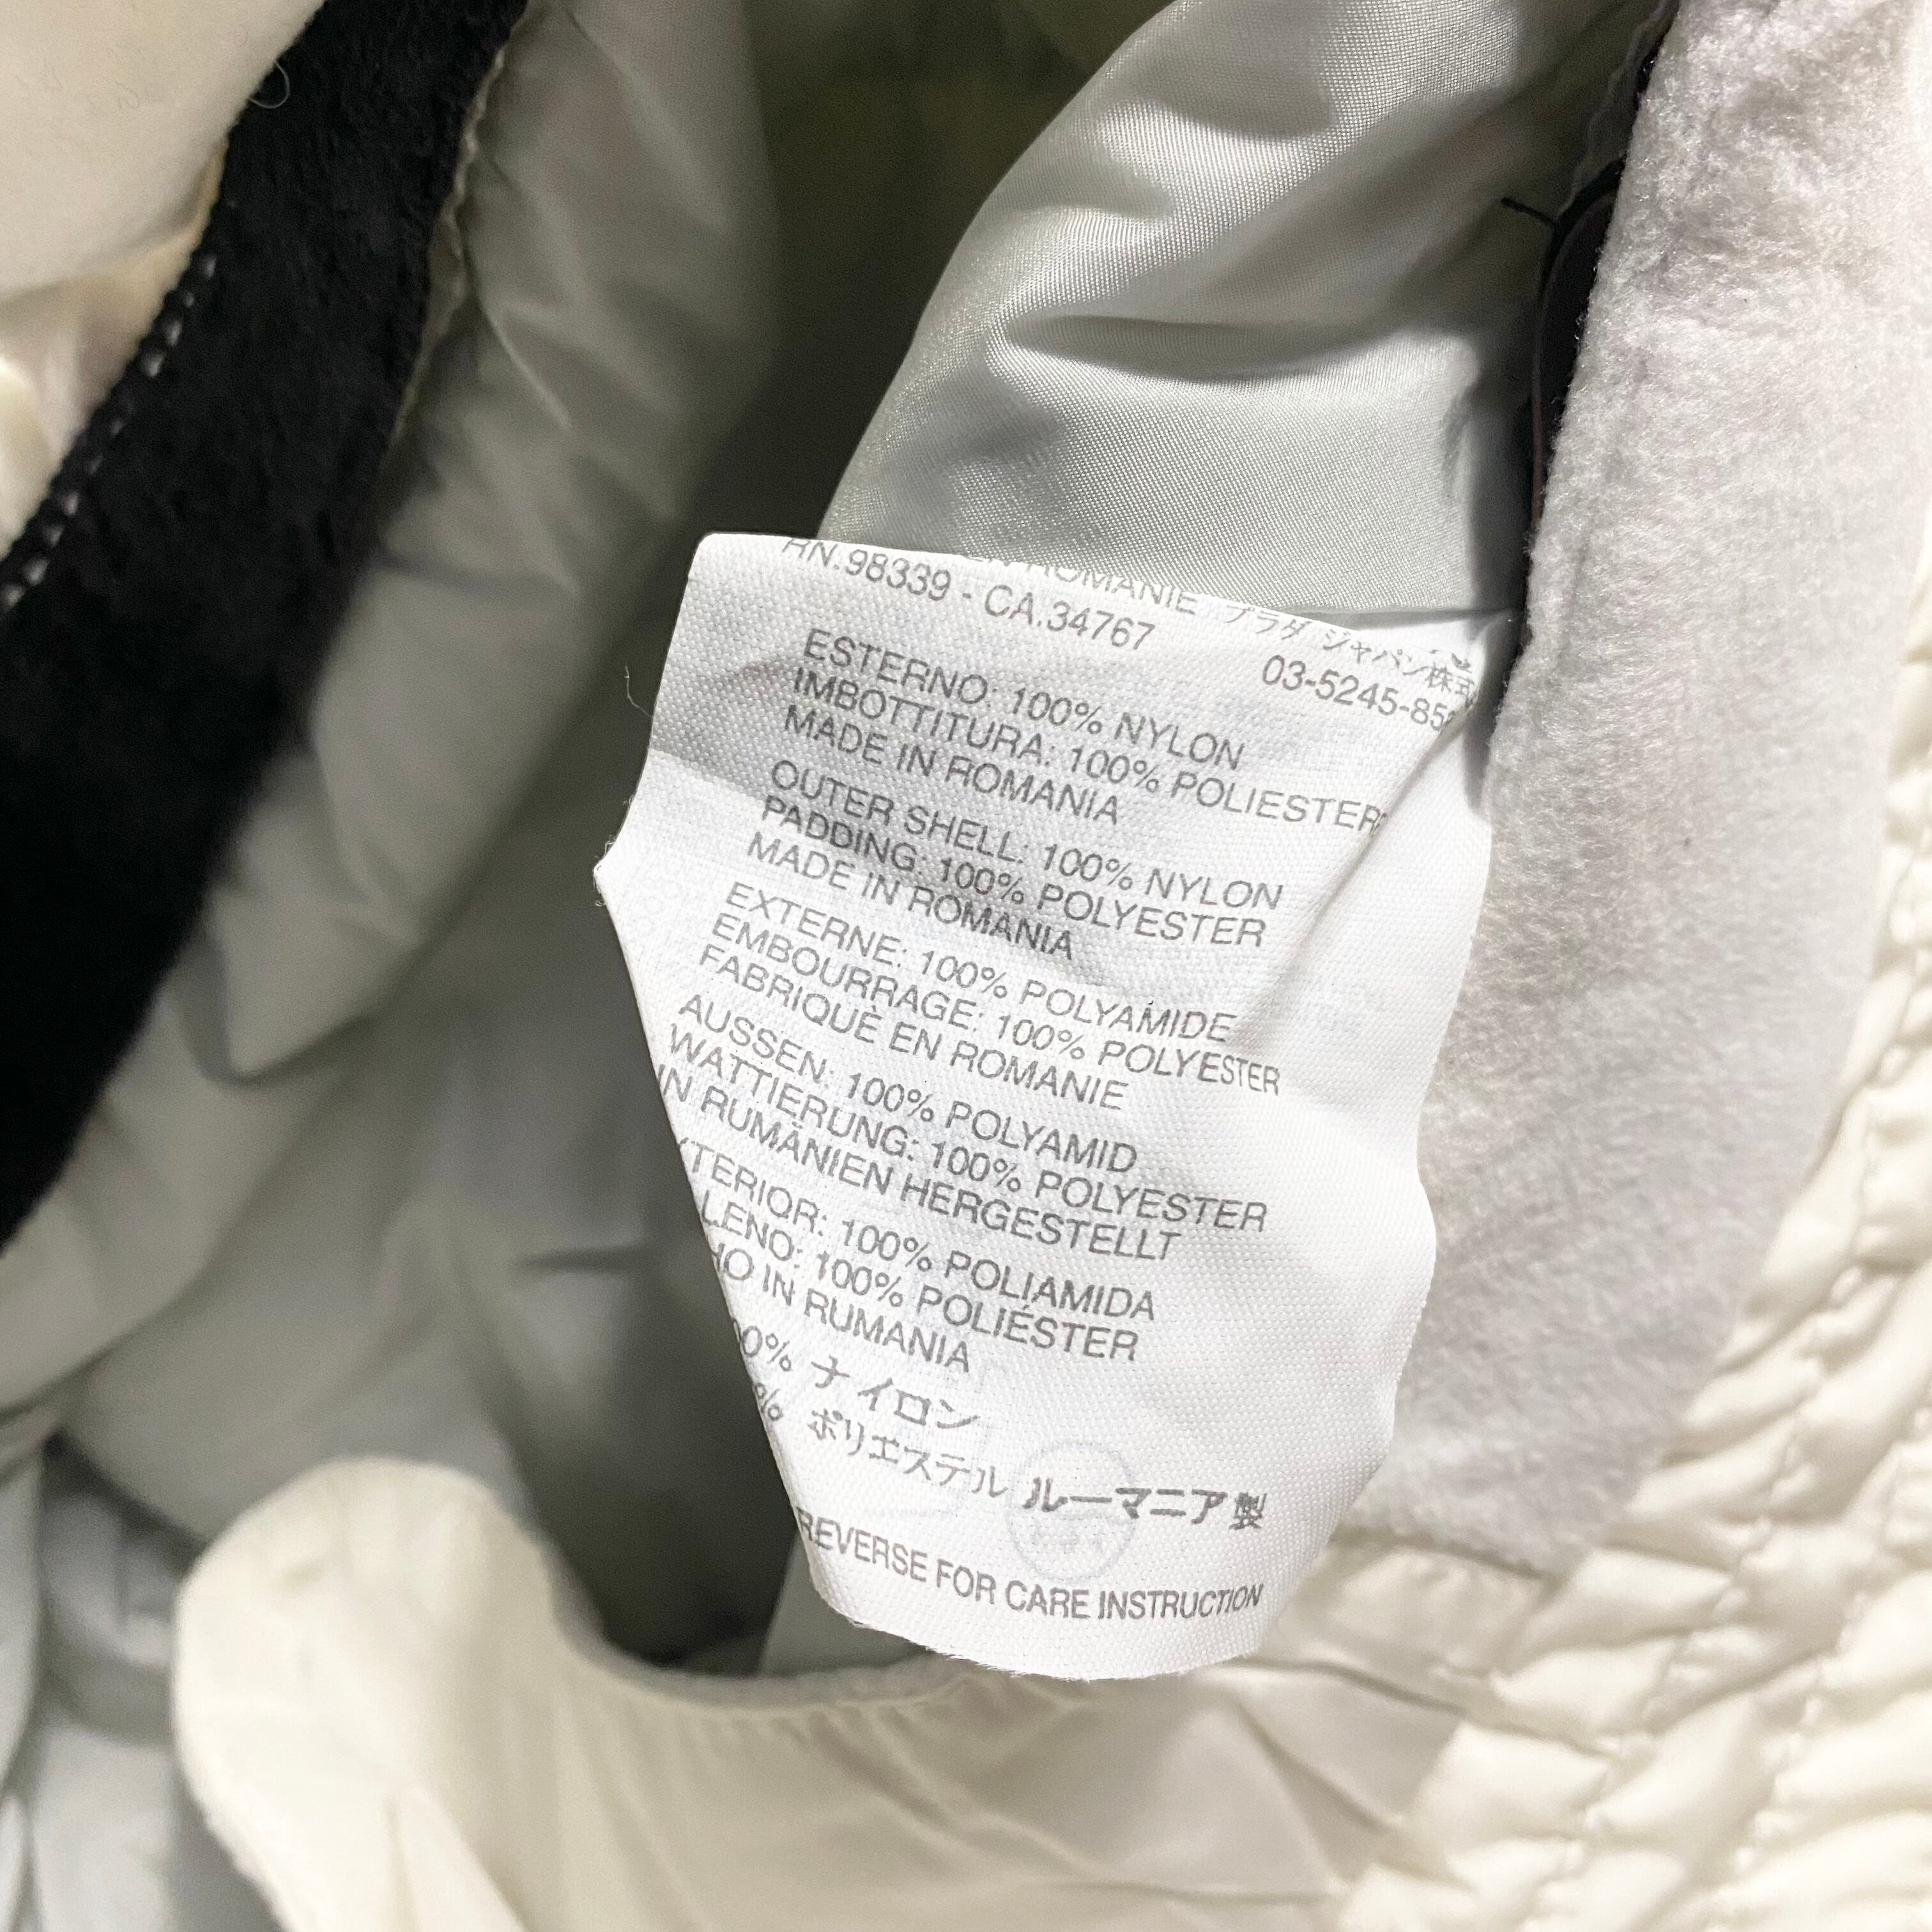 ROMANIE プラダ ジャパン株式
RN.98339 - CA.34767
03-5245-85
ESTERNO: 100% NYLON
IMBOTTITURA: 100% POLIESTERE
MADE IN ROMANIA
OUTER SHELL: 100% NYLON
PADDING: 100% POLYESTER
MADE IN ROMANIA
EXTERNE: 100% POLYAMIDE
EMBOURRAGE: 100% POLYESTER
FABRIQUÉ EN ROMANIE
AUSSEN: 100% POLYAMID
WATTIERUNG: 100% POLYESTER
IN RUMÄNIEN HERGESTELLT
TERIOR: 100% POLIAMIDA
LENO: 100% POLIÉSTER
HO IN RUMANIA
00% ナイロン
% ポリエステル ルーマニア製
REVERSE FOR CARE INSTRUCTION